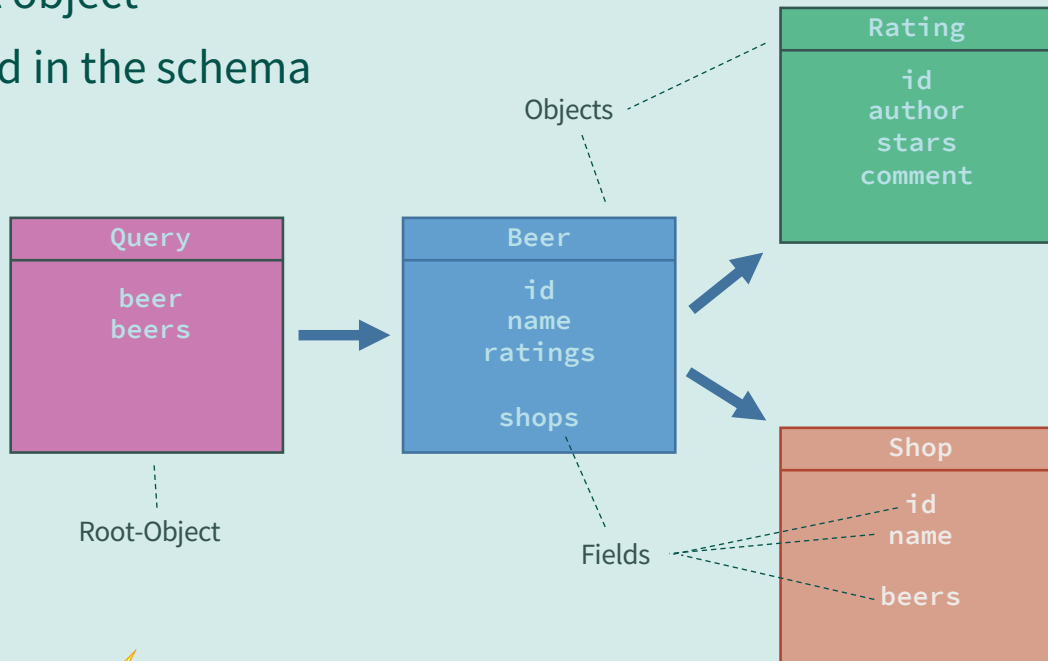 object
d in the schema
Objects
Rating
id
author
stars
comment
Query
beer
beers
Beer
id
name
ratings
shops
Root-Object
Fields
Shop
id
name
beers